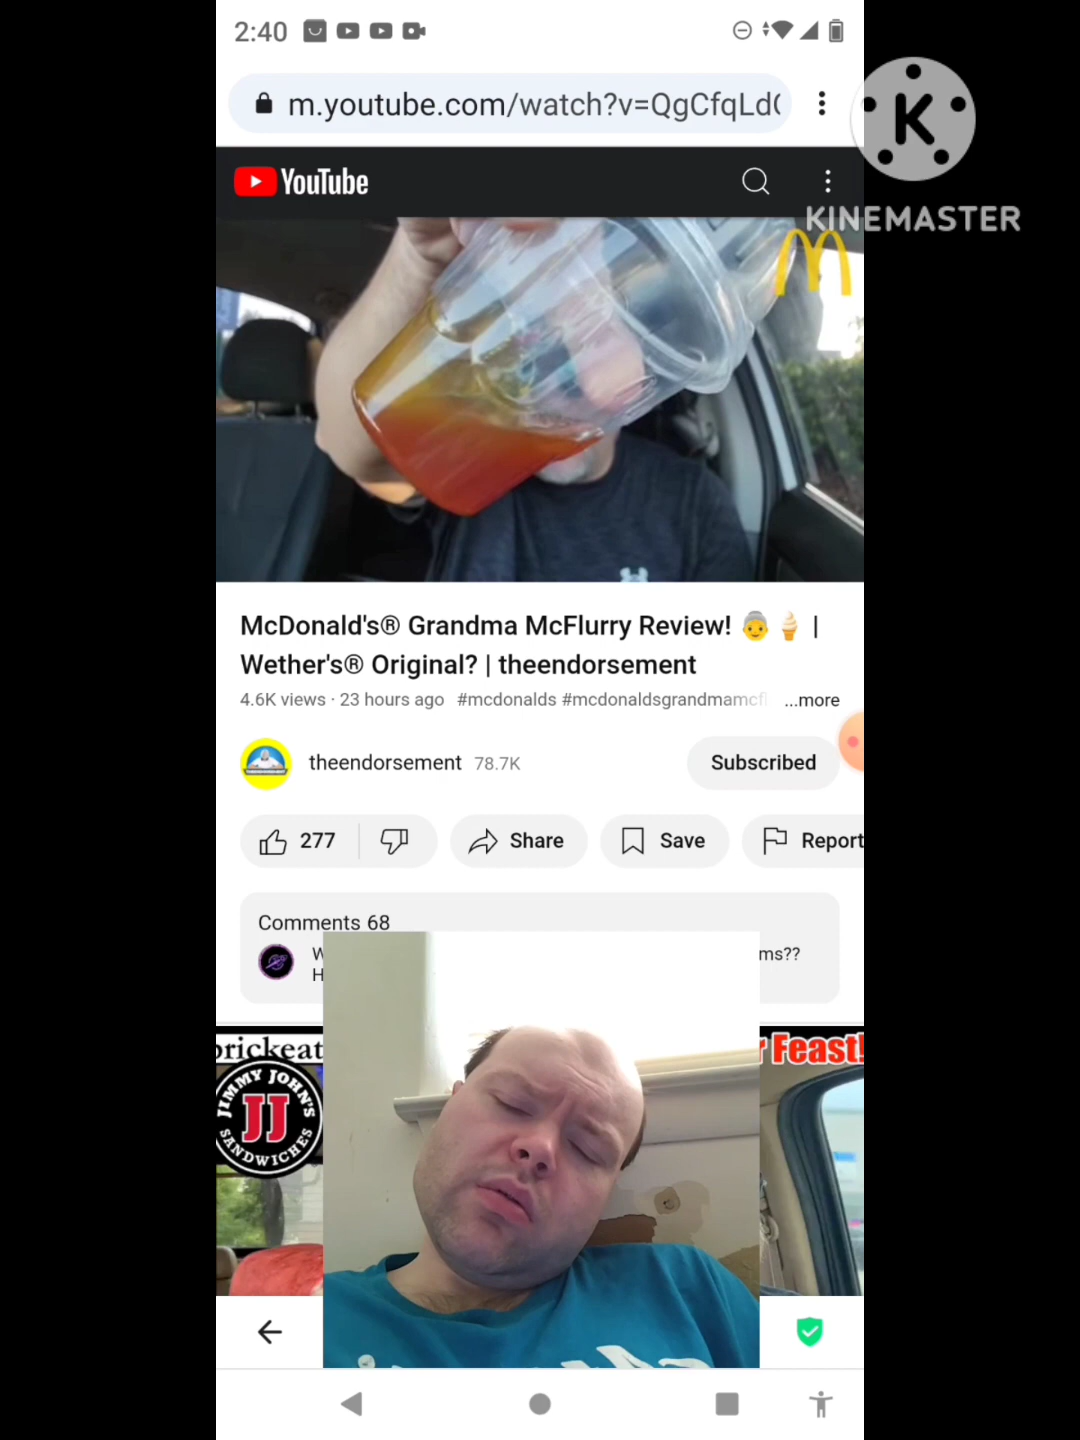 2:40
m.youtube.com/watch?v=QgCfqLd
K
KINEMASTER
YouTube
McDonald's® Grandma McFlurry Review! 👵🍦 |
Wether's® Original? | theendorsement
4.6K views · 23 hours ago #mcdonalds #mcdonaldsgrandmamcfl ...more
theendorsement 78.7K Subscribed
277 Share Save Report
Comments 68
W ms??
H
brickeat
r Feast!
JIMMY JOHN'S
JJ
SANDWICHES